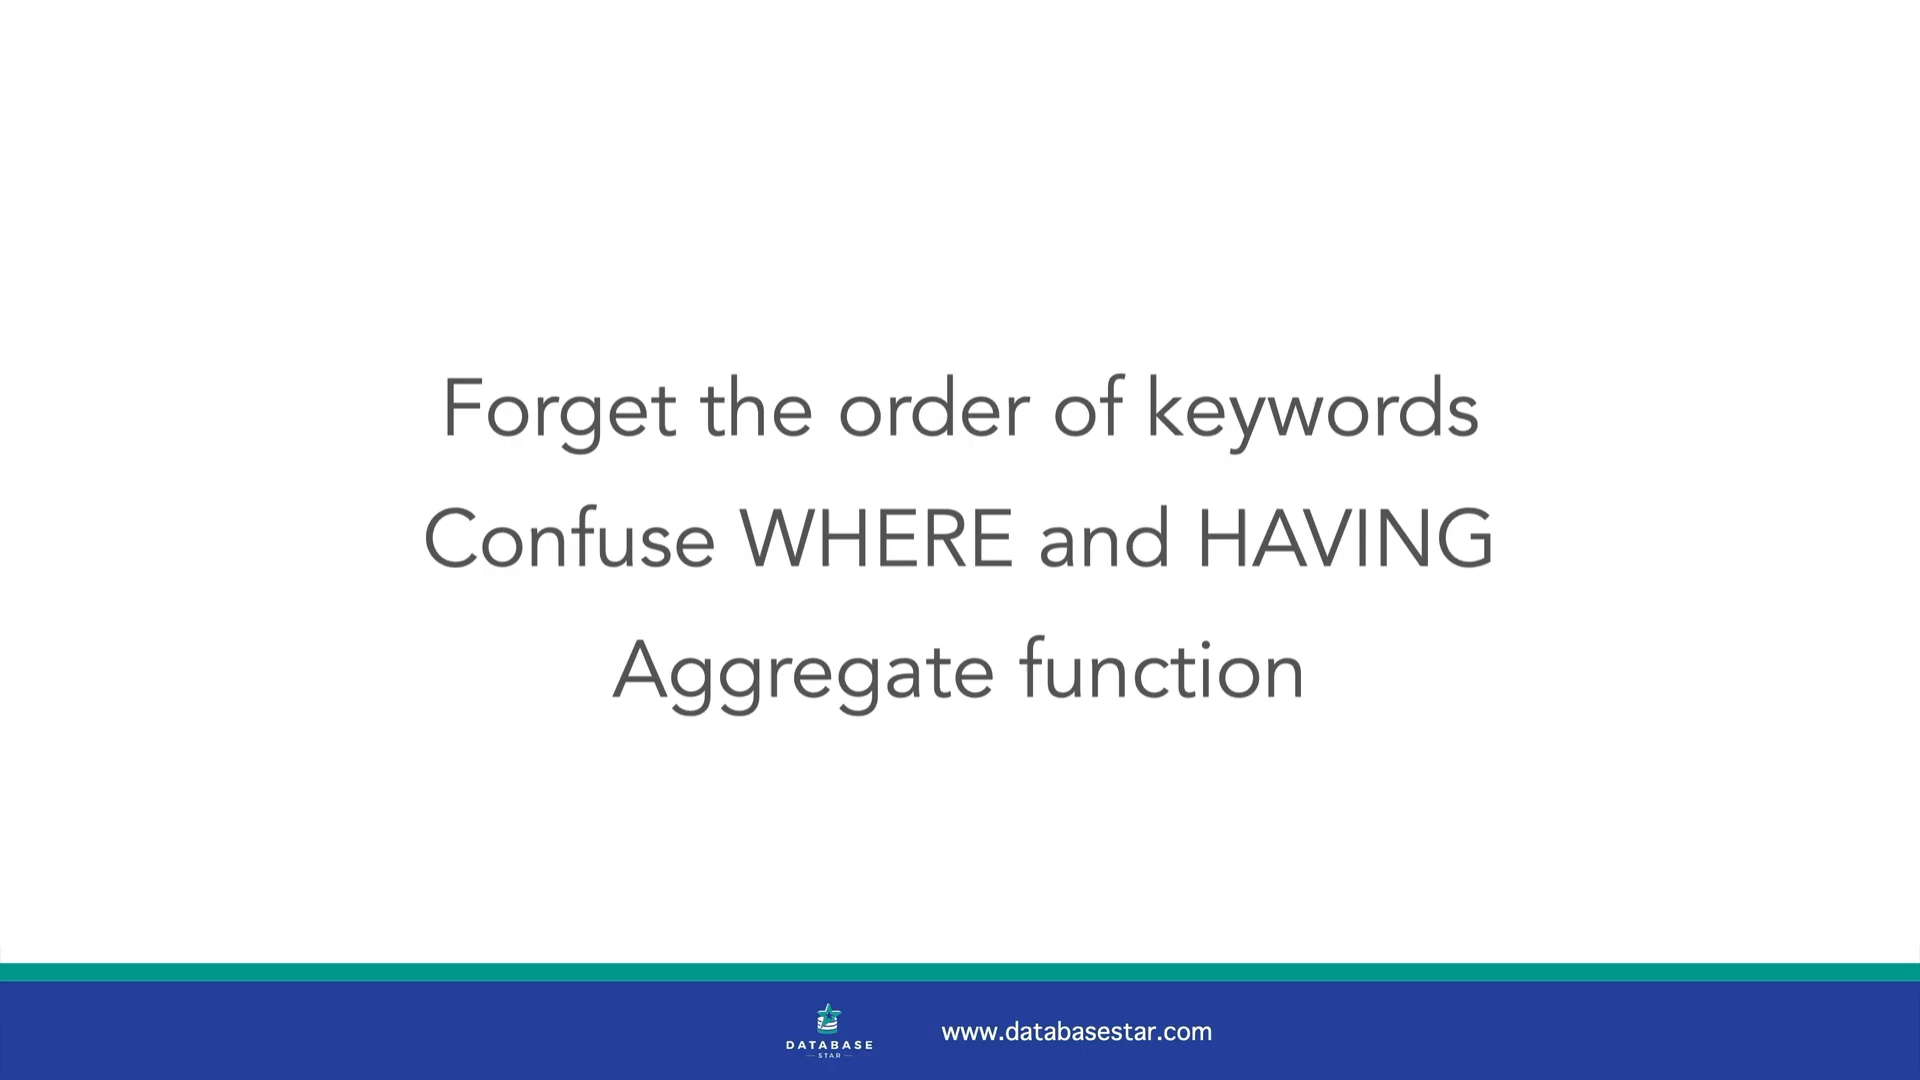 Forget the order of keywords
Confuse WHERE and HAVING
Aggregate function
DATABASE
STAR
www.databasestar.com